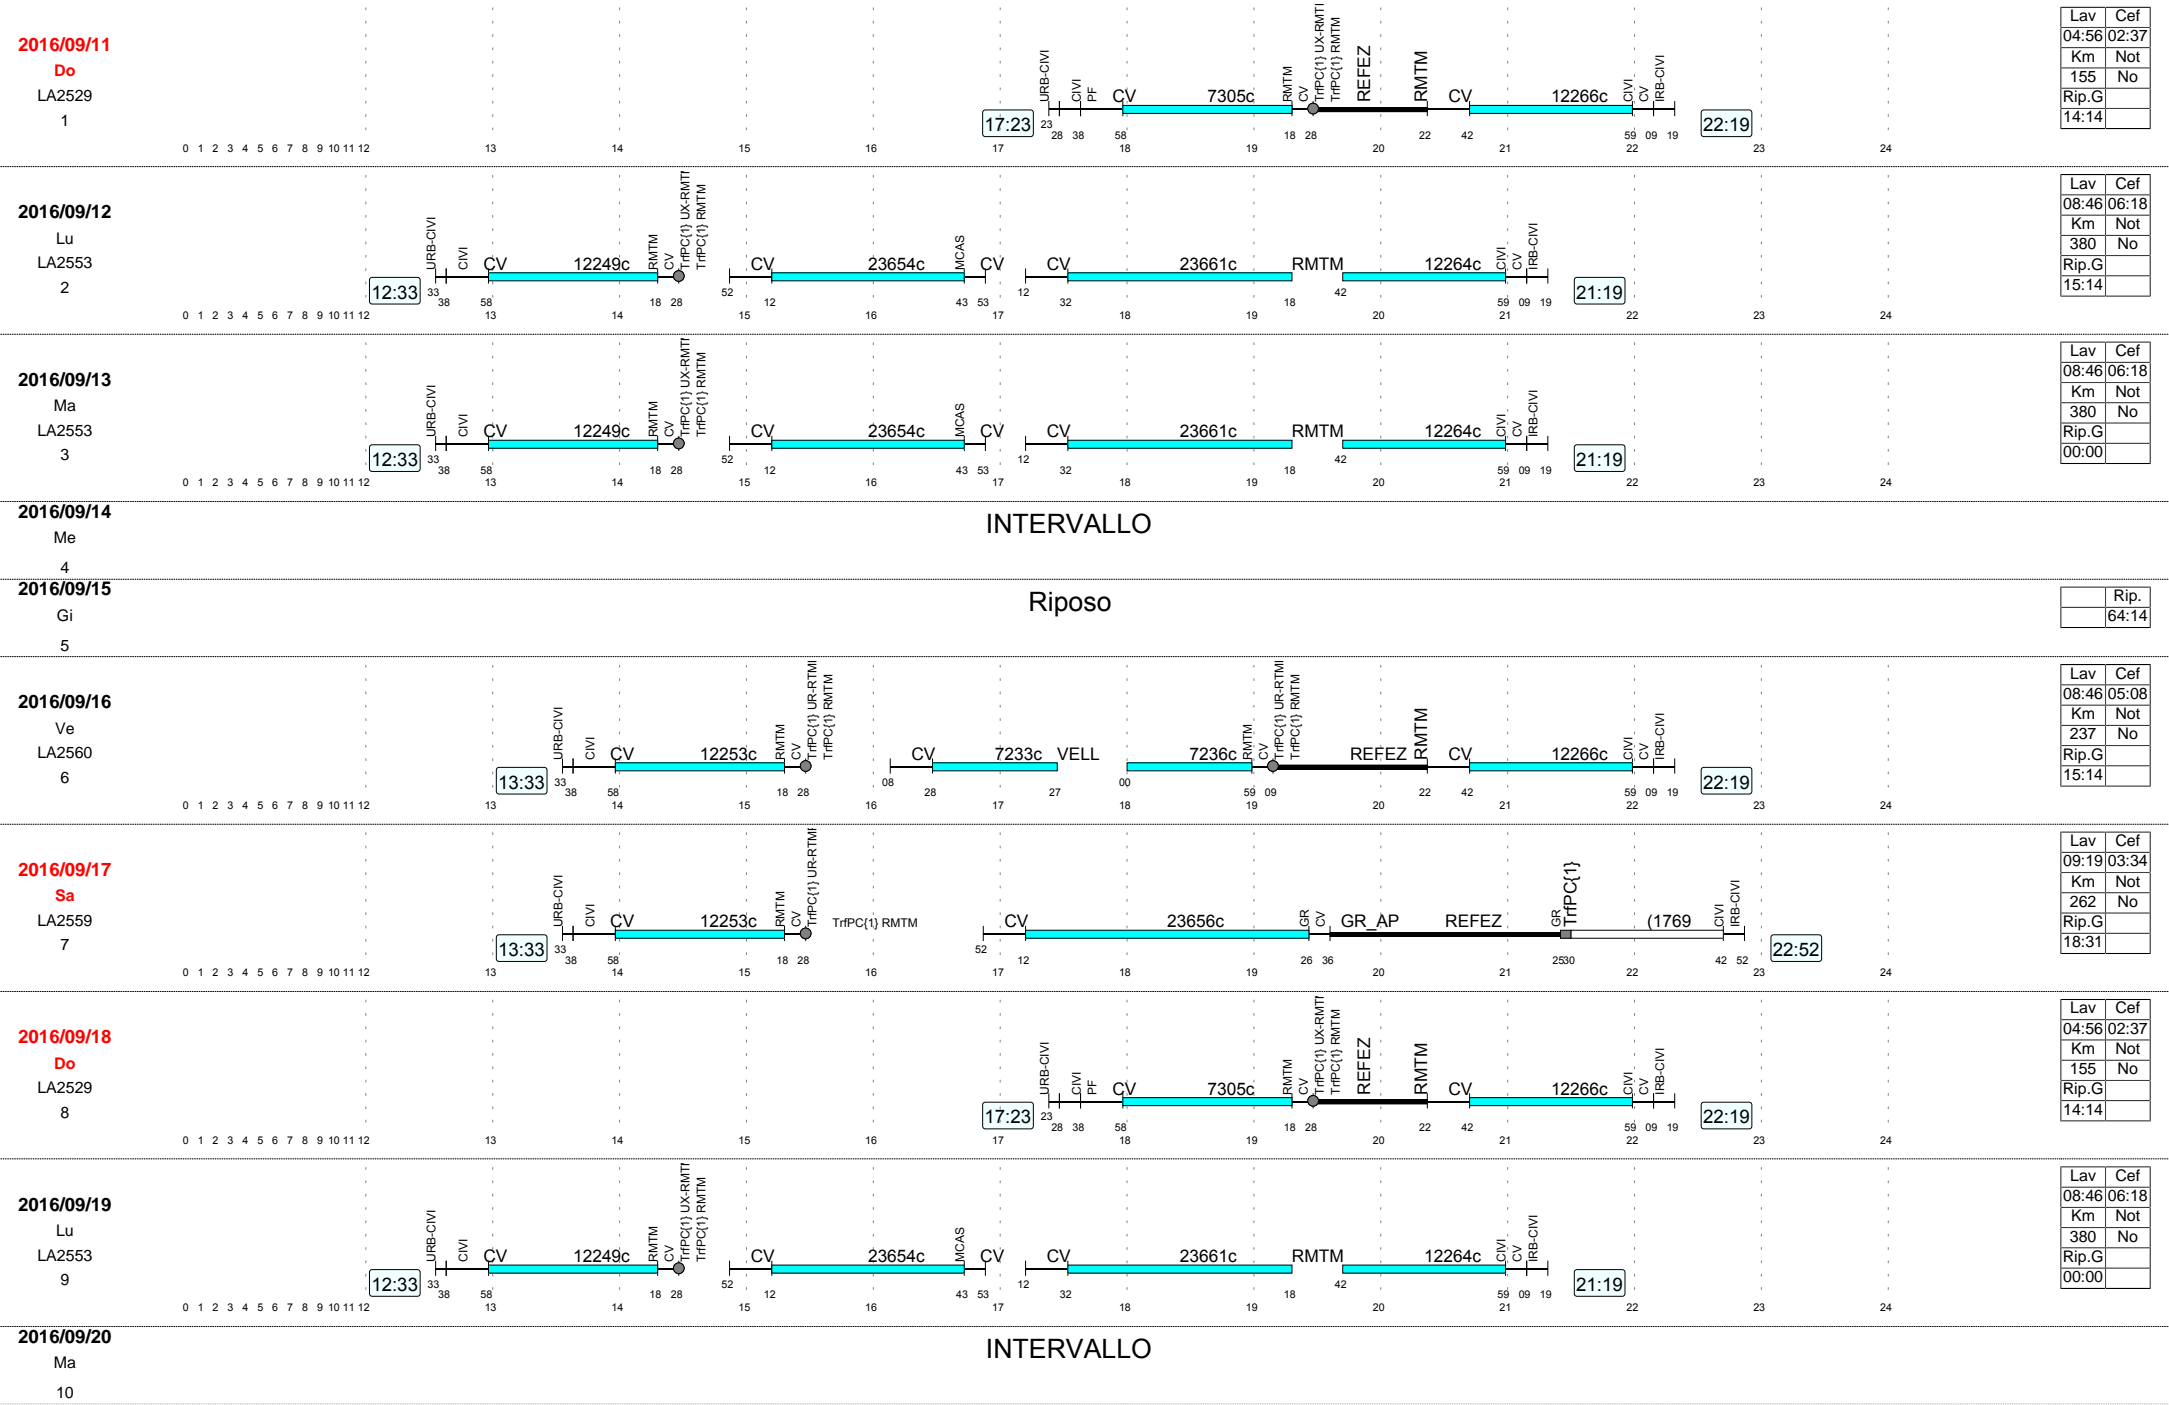 2016/09/11
Do
LA2529
1
17:23
URB-CIVI CIVI PF CV 7305c RMTM CV TrfPC{1} UX-RMTI TrfPC{1} RMTM REFEZ RMTM CV 12266c CIVI CV IRB-CIVI
23 28 38 58 18 28 22 42 59 09 19
22:19
0 1 2 3 4 5 6 7 8 9 10 11 12 13 14 15 16 17 18 19 20 21 22 23 24
Lav Cef
04:56 02:37
Km Not
155 No
Rip.G
14:14
2016/09/12
Lu
LA2553
2
12:33
URB-CIVI CIVI CV 12249c RMTM CV TrfPC{1} UX-RMTI TrfPC{1} RMTM CV 23654c MCAS CV CV 23661c RMTM 12264c CIVI CV IRB-CIVI
33 38 58 18 28 52 12 43 53 12 32 18 42 59 09 19
21:19
0 1 2 3 4 5 6 7 8 9 10 11 12 13 14 15 16 17 18 19 20 21 22 23 24
Lav Cef
08:46 06:18
Km Not
380 No
Rip.G
15:14
2016/09/13
Ma
LA2553
3
12:33
URB-CIVI CIVI CV 12249c RMTM CV TrfPC{1} UX-RMTI TrfPC{1} RMTM CV 23654c MCAS CV CV 23661c RMTM 12264c CIVI CV IRB-CIVI
33 38 58 18 28 52 12 43 53 12 32 18 42 59 09 19
21:19
0 1 2 3 4 5 6 7 8 9 10 11 12 13 14 15 16 17 18 19 20 21 22 23 24
Lav Cef
08:46 06:18
Km Not
380 No
Rip.G
00:00
2016/09/14
Me
4
INTERVALLO
2016/09/15
Gi
5
Riposo
Rip.
64:14
2016/09/16
Ve
LA2560
6
13:33
URB-CIVI CIVI CV 12253c RMTM CV TrfPC{1} UR-RTMI TrfPC{1} RMTM CV 7233c VELL 7236c RMTM CV TrfPC{1} UR-RTMI TrfPC{1} RMTM REFEZ RMTM CV 12266c CIVI CV IRB-CIVI
33 38 58 18 28 08 28 27 00 59 09 22 42 59 09 19
22:19
13 14 15 16 17 18 19 20 21 22 23 24
0 1 2 3 4 5 6 7 8 9 10 11 12
Lav Cef
08:46 05:08
Km Not
237 No
Rip.G
15:14
2016/09/17
Sa
LA2559
7
13:33
URB-CIVI CIVI CV 12253c RMTM CV TrfPC{1} UR-RTMI TrfPC{1} RMTM CV 23656c GR CV GR_AP REFEZ GR TrfPC{1} (1769 CIVI IRB-CIVI
33 38 58 18 28 52 12 26 36 2530 42 52
22:52
0 1 2 3 4 5 6 7 8 9 10 11 12 13 14 15 16 17 18 19 20 21 22 23 24
Lav Cef
09:19 03:34
Km Not
262 No
Rip.G
18:31
2016/09/18
Do
LA2529
8
17:23
URB-CIVI CIVI PF CV 7305c RMTM CV TrfPC{1} UX-RMTI TrfPC{1} RMTM REFEZ RMTM CV 12266c CIVI CV IRB-CIVI
23 28 38 58 18 28 22 42 59 09 19
22:19
0 1 2 3 4 5 6 7 8 9 10 11 12 13 14 15 16 17 18 19 20 21 22 23 24
Lav Cef
04:56 02:37
Km Not
155 No
Rip.G
14:14
2016/09/19
Lu
LA2553
9
12:33
URB-CIVI CIVI CV 12249c RMTM CV TrfPC{1} UX-RMTI TrfPC{1} RMTM CV 23654c MCAS CV CV 23661c RMTM 12264c CIVI CV IRB-CIVI
33 38 58 18 28 52 12 43 53 12 32 18 42 59 09 19
21:19
0 1 2 3 4 5 6 7 8 9 10 11 12 13 14 15 16 17 18 19 20 21 22 23 24
Lav Cef
08:46 06:18
Km Not
380 No
Rip.G
00:00
2016/09/20
Ma
10
INTERVALLO